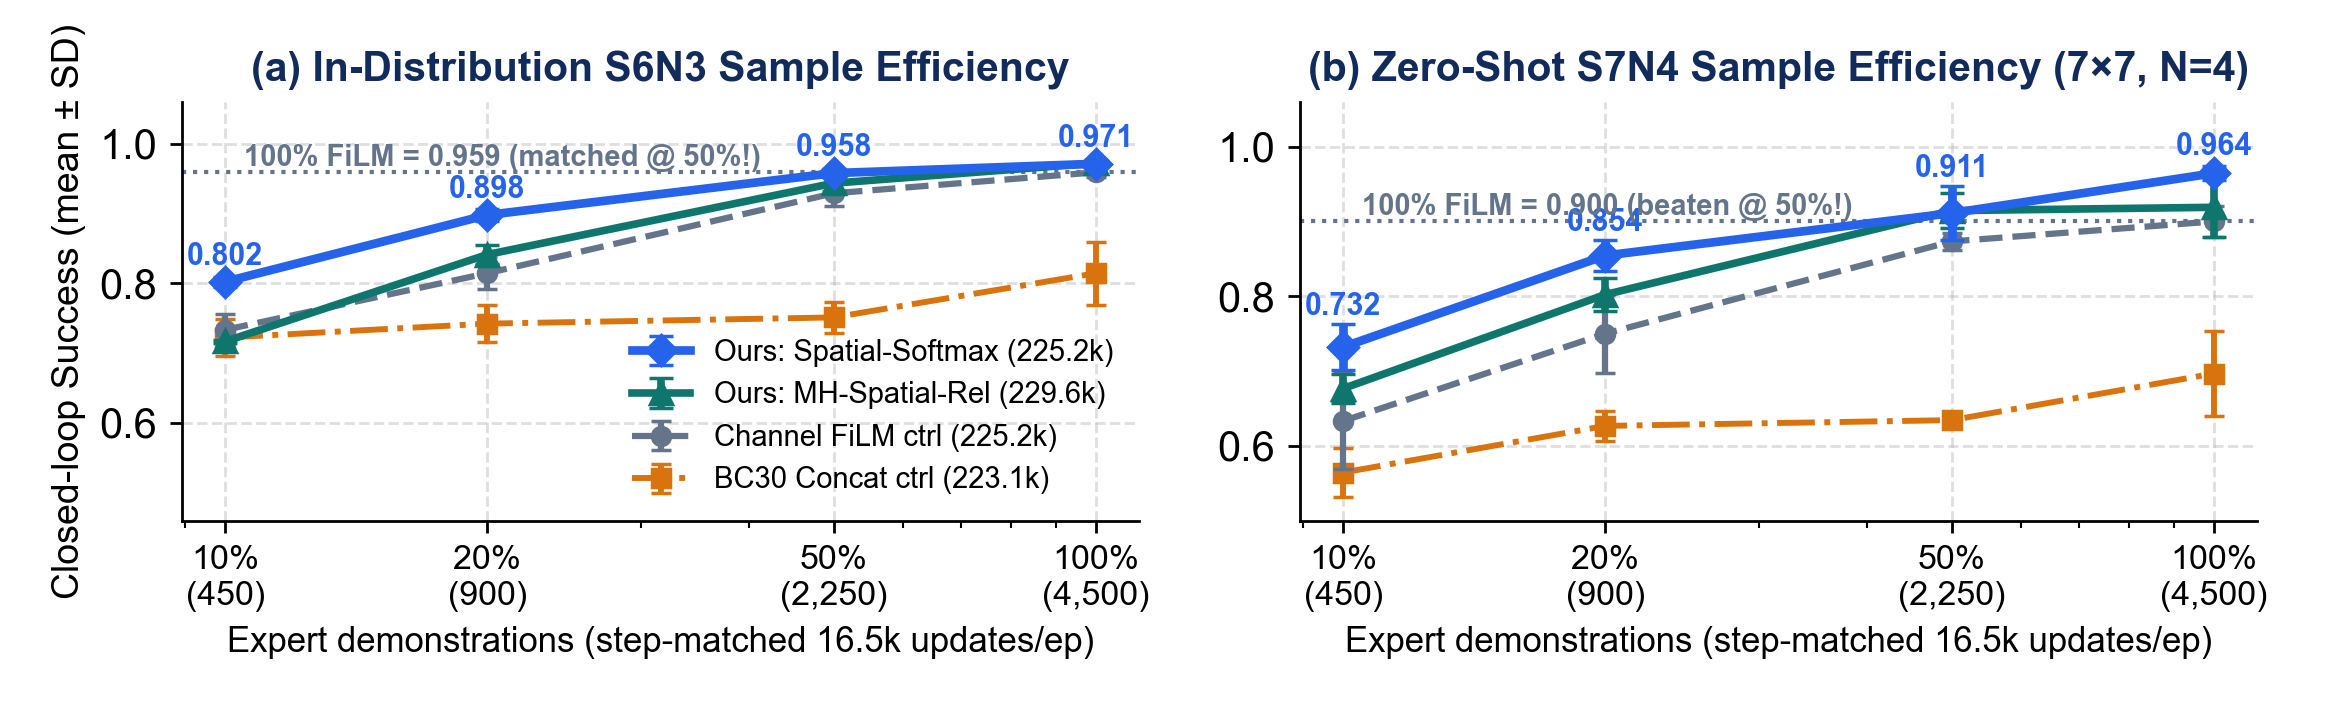 (a) In-Distribution S6N3 Sample Efficiency
Closed-loop Success (mean ± SD)
1.0
0.8
0.6
100% FiLM = 0.959 (matched @ 50%!)
0.802
0.898
0.958
0.971
Ours: Spatial-Softmax (225.2k)
Ours: MH-Spatial-Rel (229.6k)
Channel FiLM ctrl (225.2k)
BC30 Concat ctrl (223.1k)
10%
(450)
20%
(900)
50%
(2,250)
100%
(4,500)
Expert demonstrations (step-matched 16.5k updates/ep)
(b) Zero-Shot S7N4 Sample Efficiency (7×7, N=4)
1.0
0.8
0.6
100% FiLM = 0.900 (beaten @ 50%!)
0.732
0.854
0.911
0.964
10%
(450)
20%
(900)
50%
(2,250)
100%
(4,500)
Expert demonstrations (step-matched 16.5k updates/ep)